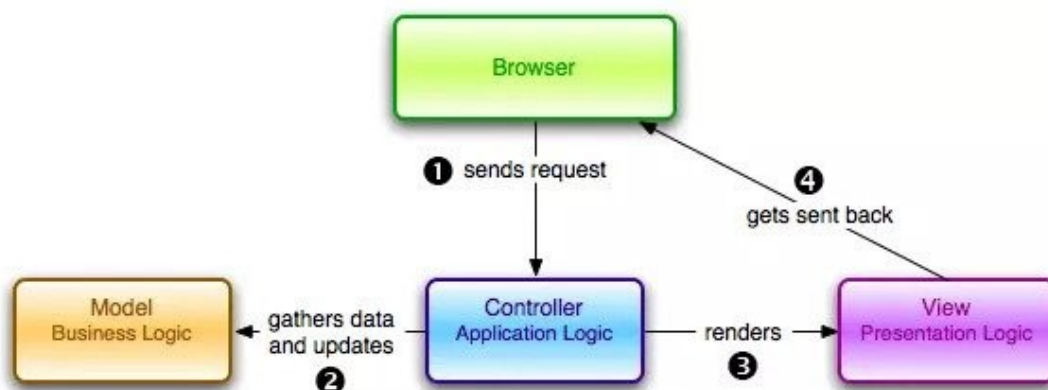 Browser
❶ sends request
❹
gets sent back
Model
Business Logic
gathers data
and updates
❷
Controller
Application Logic
renders
❸
View
Presentation Logic